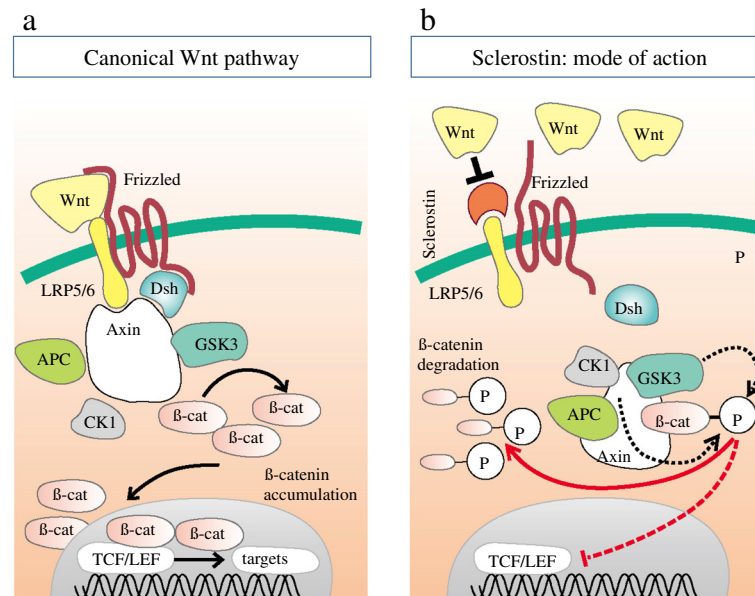 a
Canonical Wnt pathway
Wnt
Frizzled
LRP5/6
Dsh
Axin
APC
GSK3
CK1
ß-cat
ß-cat
ß-cat
ß-catenin
accumulation
ß-cat
ß-cat
ß-cat
ß-cat
TCF/LEF
targets
b
Sclerostin: mode of action
Wnt
Wnt
Wnt
Sclerostin
Frizzled
P
LRP5/6
Dsh
ß-catenin
degradation
CK1
GSK3
P
APC
ß-cat
P
P
Axin
P
TCF/LEF